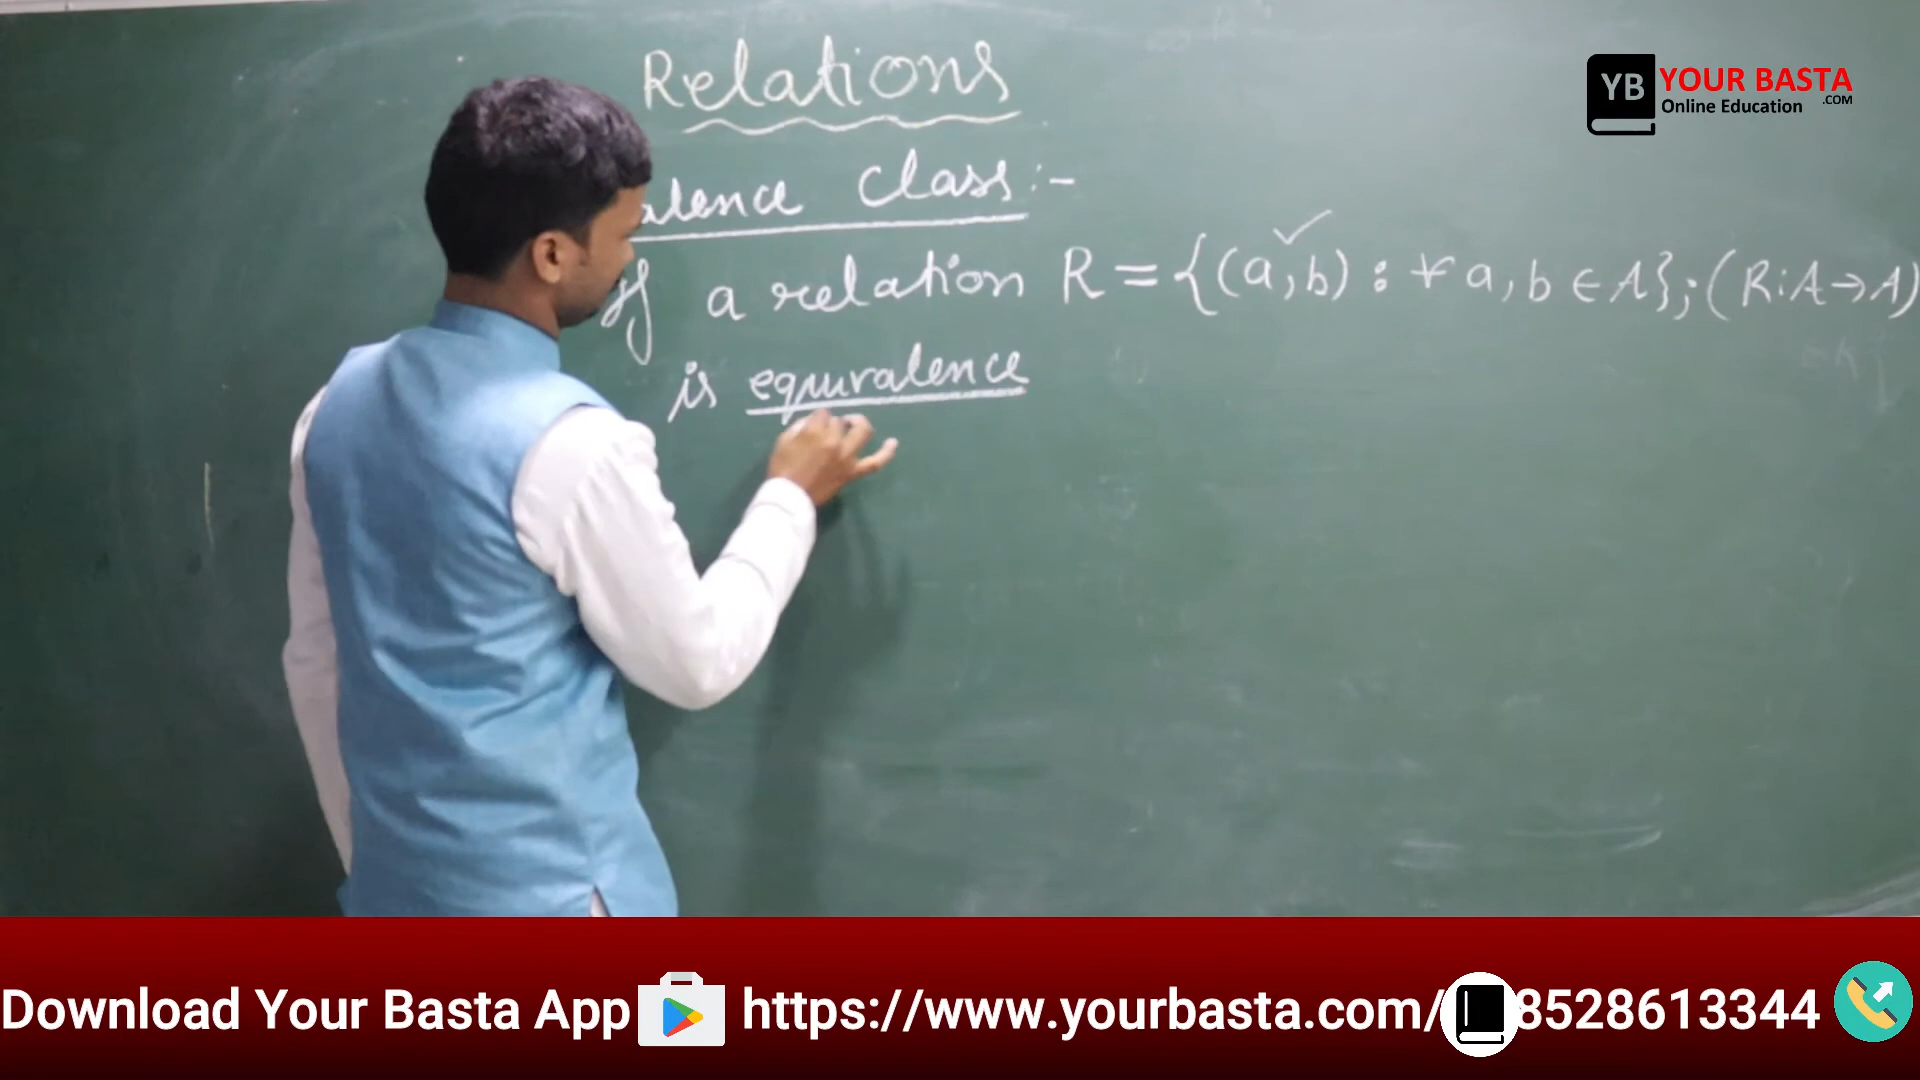 Relations
alence Class:-
If a relation R = {(a,b) : ∀ a,b ∈ A}; (R:A→A)
is equivalence
YB YOUR BASTA
.COM
Online Education
Download Your Basta App https://www.yourbasta.com/ 8528613344